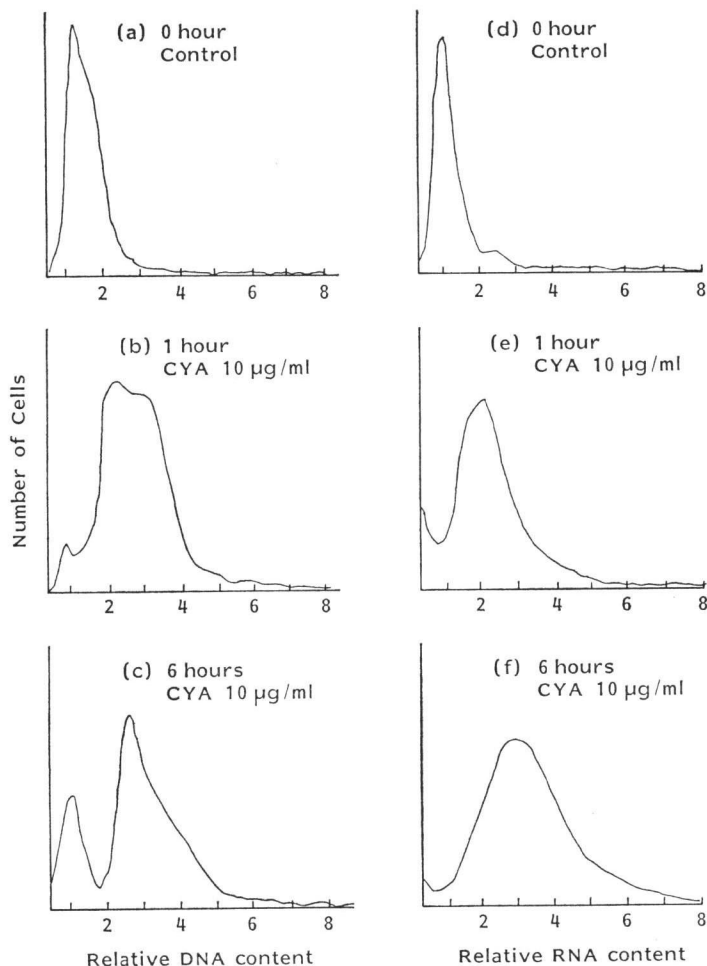 (a) 0 hour
Control
2 4 6 8
(d) 0 hour
Control
2 4 6 8
(b) 1 hour
CYA 10 µg/ml
2 4 6 8
(e) 1 hour
CYA 10 µg/ml
2 4 6 8
(c) 6 hours
CYA 10 µg/ml
2 4 6 8
(f) 6 hours
CYA 10 µg/ml
2 4 6 8
Number of Cells
Relative DNA content
Relative RNA content